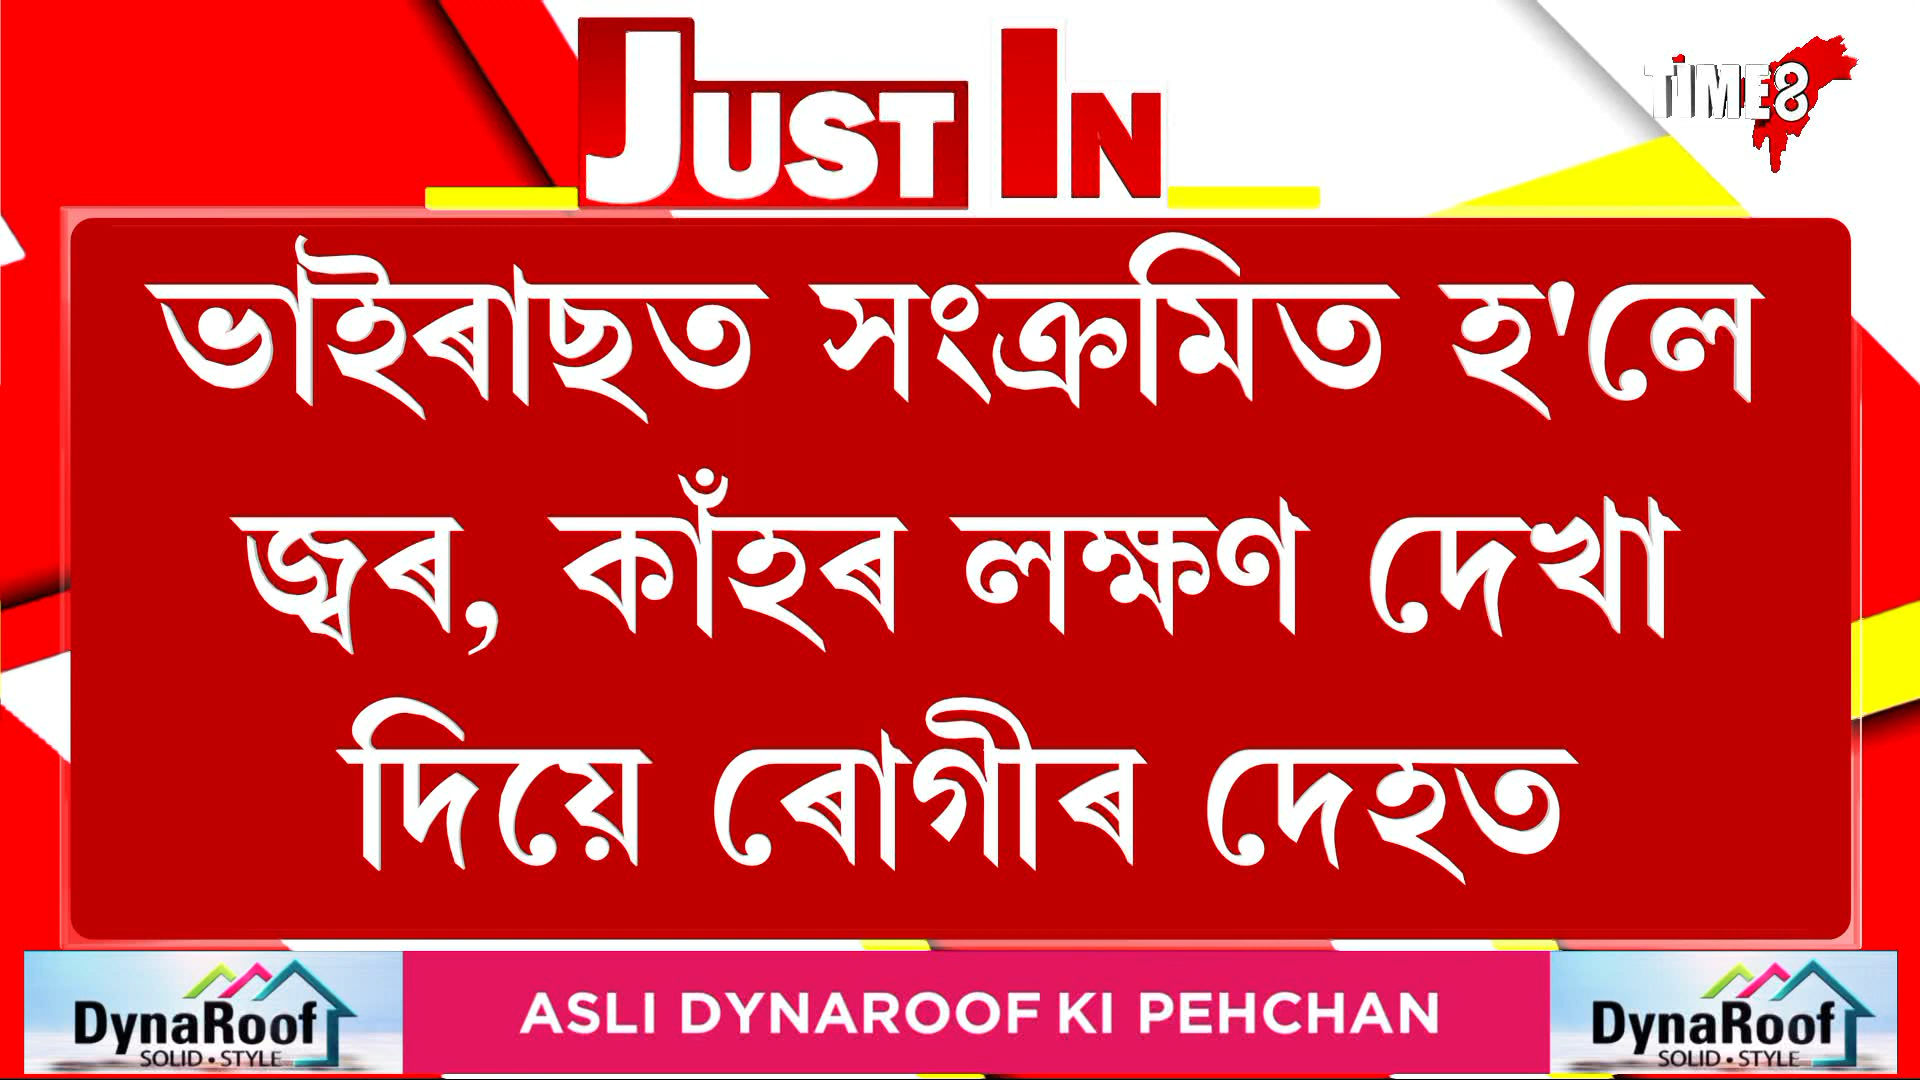 JUST IN
TIME8
ভাইৰাছত সংক্ৰমিত হ'লে
জ্বৰ, কাঁহৰ লক্ষণ দেখা
দিয়ে ৰোগীৰ দেহত
DynaRoof
SOLID • STYLE
ASLI DYNAROOF KI PEHCHAN
DynaRoof
SOLID • STYLE